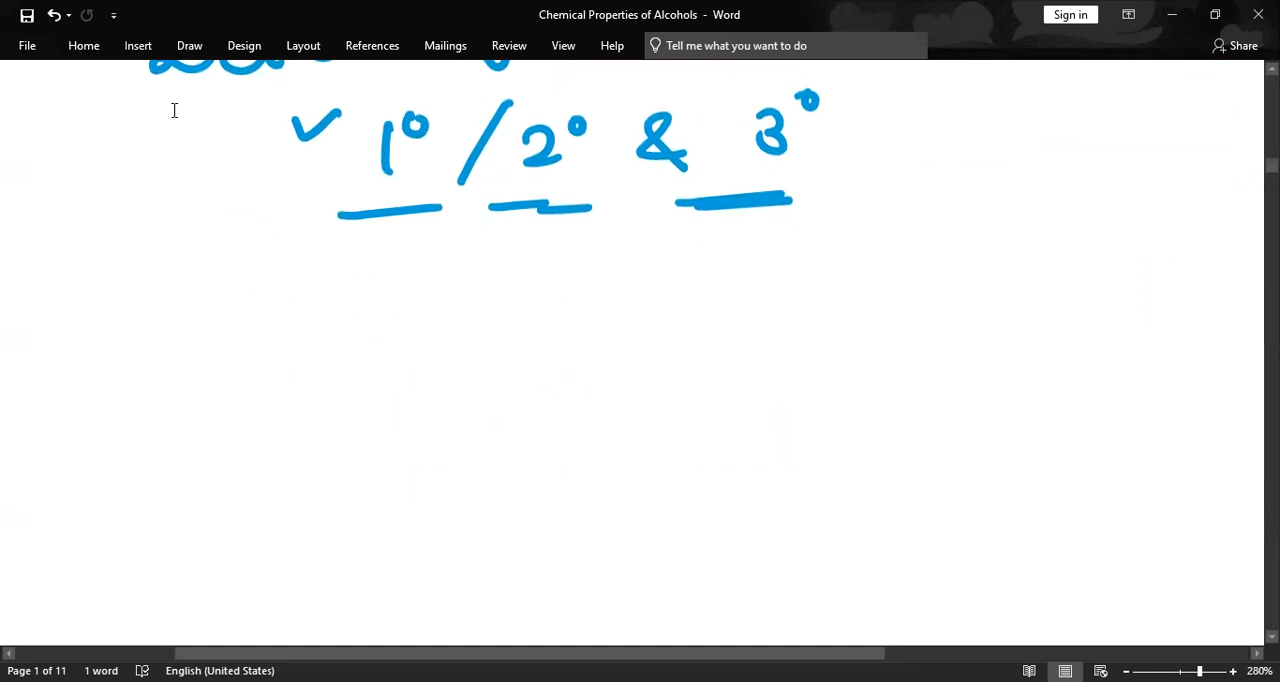 Chemical Properties of Alcohols - Word
Sign in
File Home Insert Draw Design Layout References Mailings Review View Help Tell me what you want to do Share
✓ 1° / 2° & 3°
Page 1 of 11 1 word English (United States) 280%